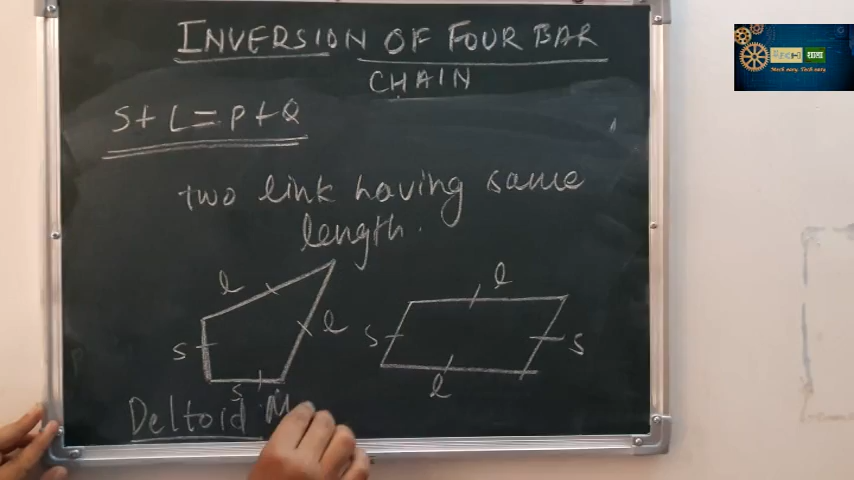 INVERSION OF FOUR BAR
CHAIN
S+L=P+Q
two link having same
length.
l
l
s
s
l
s
s
l
Deltoid M